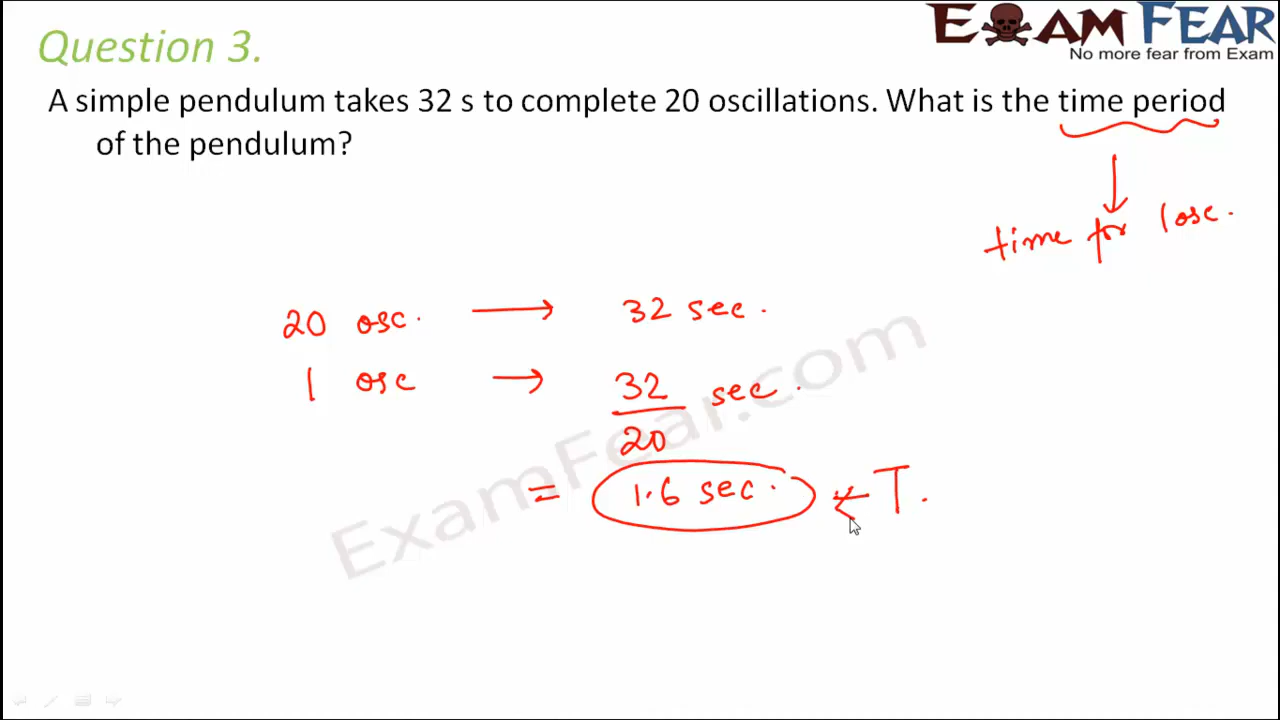 Question 3.
EXAM FEAR
No more fear from Exam
A simple pendulum takes 32 s to complete 20 oscillations. What is the time period
of the pendulum?
time for 1 osc.
20 osc. → 32 sec.
1 osc → 32/20 sec.
= 1.6 sec. ← T.
ExamFear.com